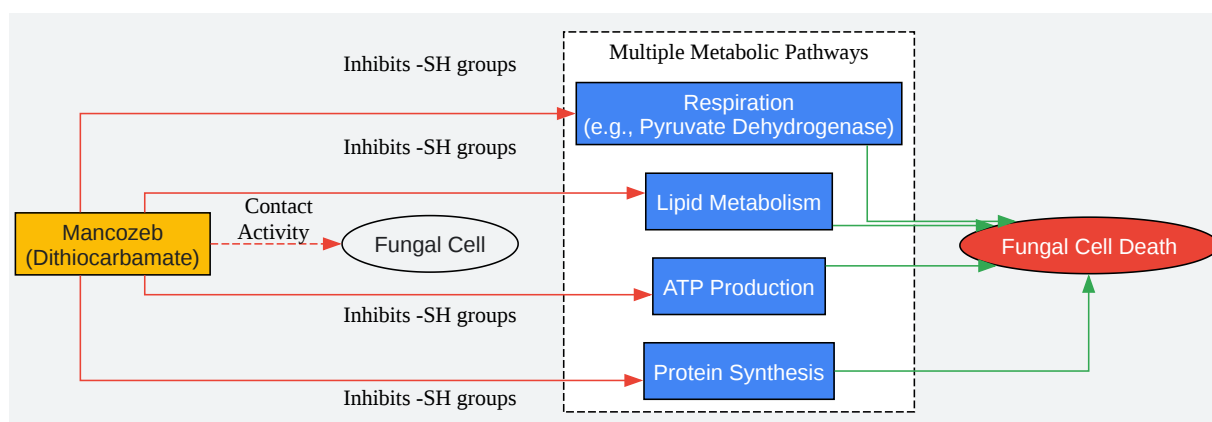 Inhibits -SH groups
Multiple Metabolic Pathways
Respiration
(e.g., Pyruvate Dehydrogenase)
Inhibits -SH groups
Lipid Metabolism
Mancozeb
(Dithiocarbamate)
Contact
Activity
Fungal Cell
Fungal Cell Death
ATP Production
Inhibits -SH groups
Protein Synthesis
Inhibits -SH groups